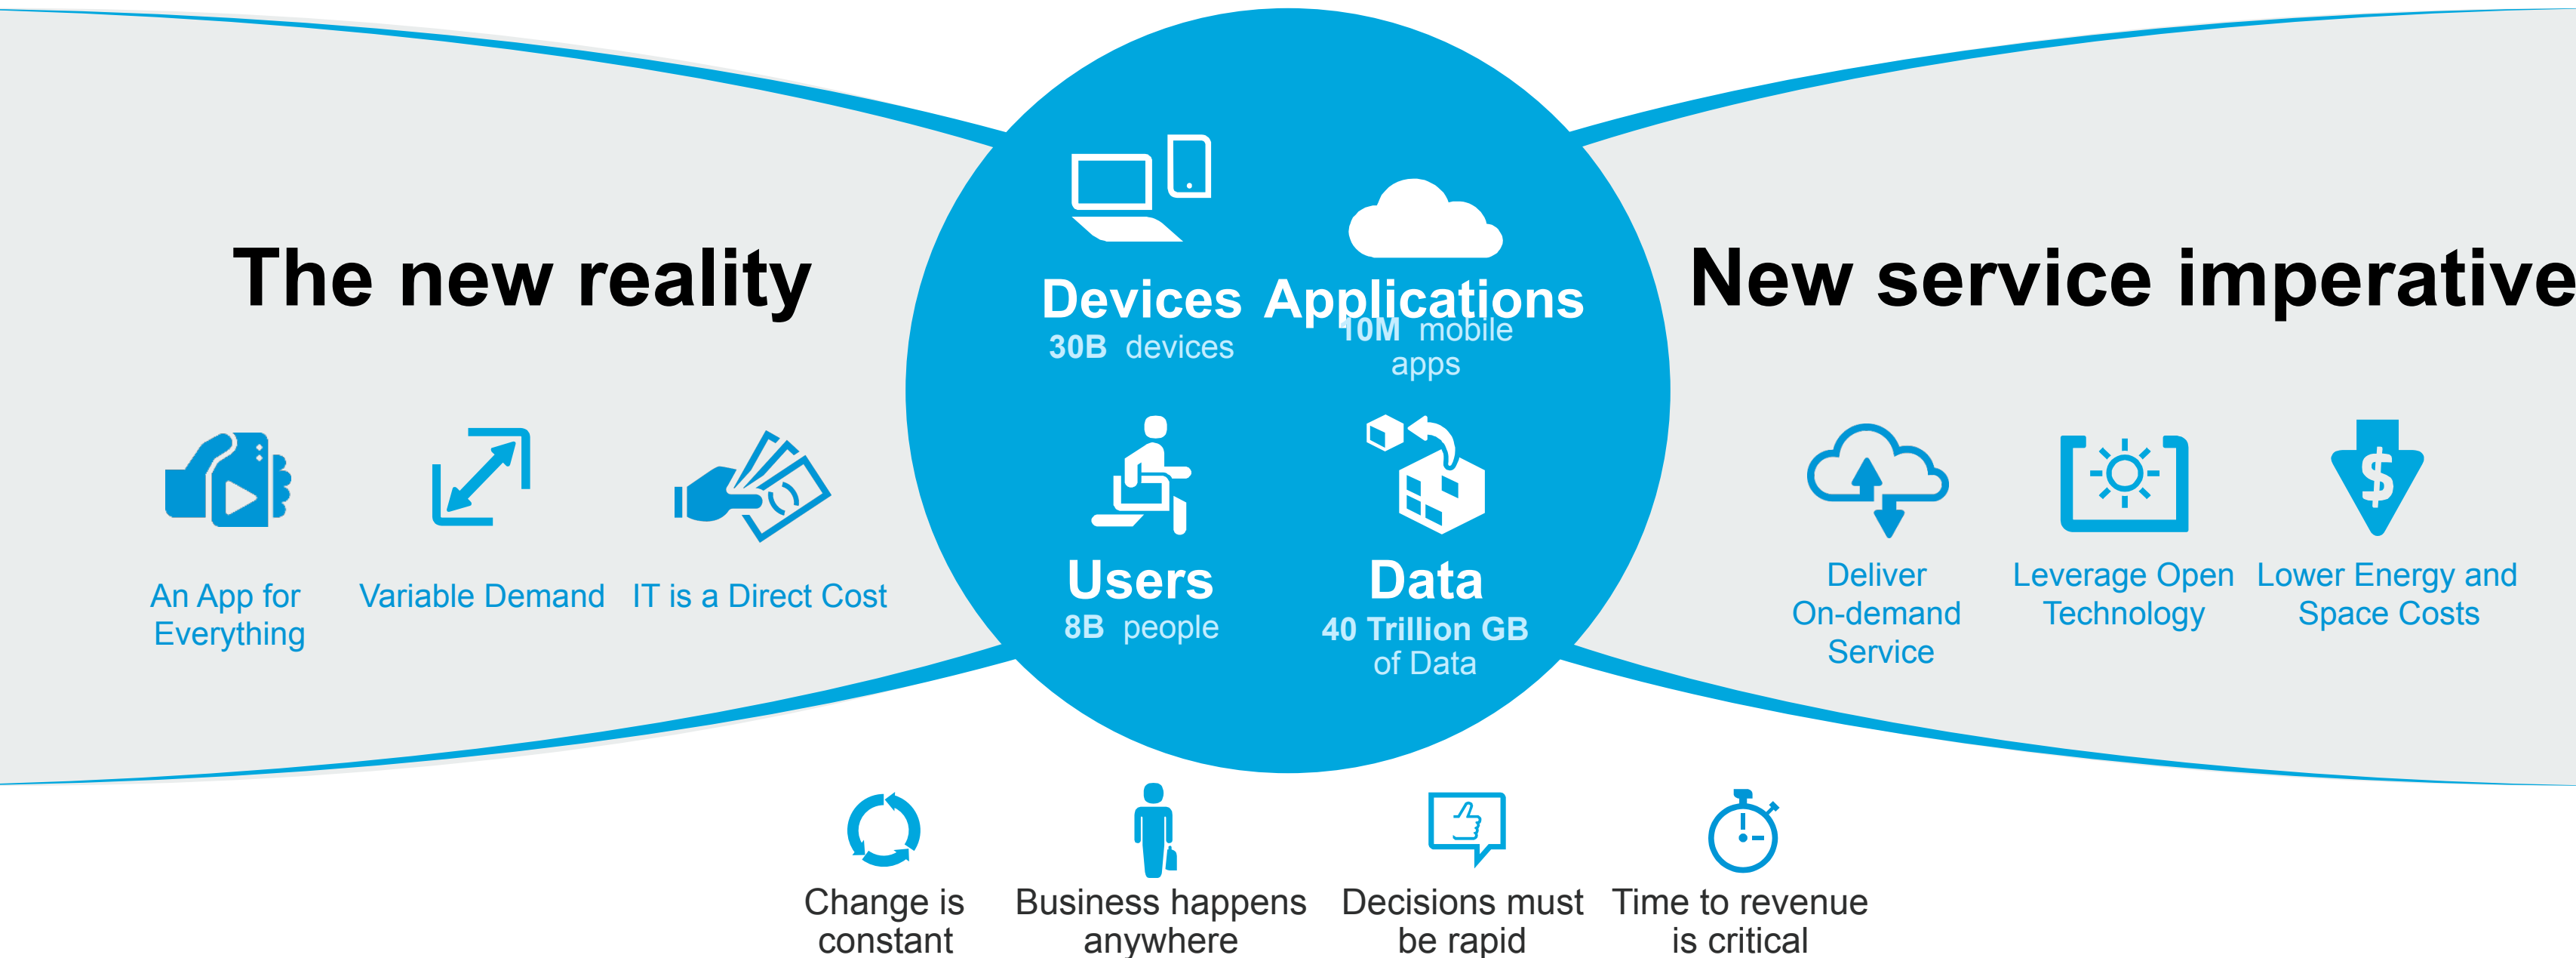 The new reality
An App for
Everything
Variable Demand
IT is a Direct Cost
Devices
30B devices
Applications
10M mobile
apps
Users
8B people
Data
40 Trillion GB
of Data
New service imperative
Deliver
On-demand
Service
Leverage Open
Technology
Lower Energy and
Space Costs
$
Change is
constant
Business happens
anywhere
Decisions must
be rapid
Time to revenue
is critical